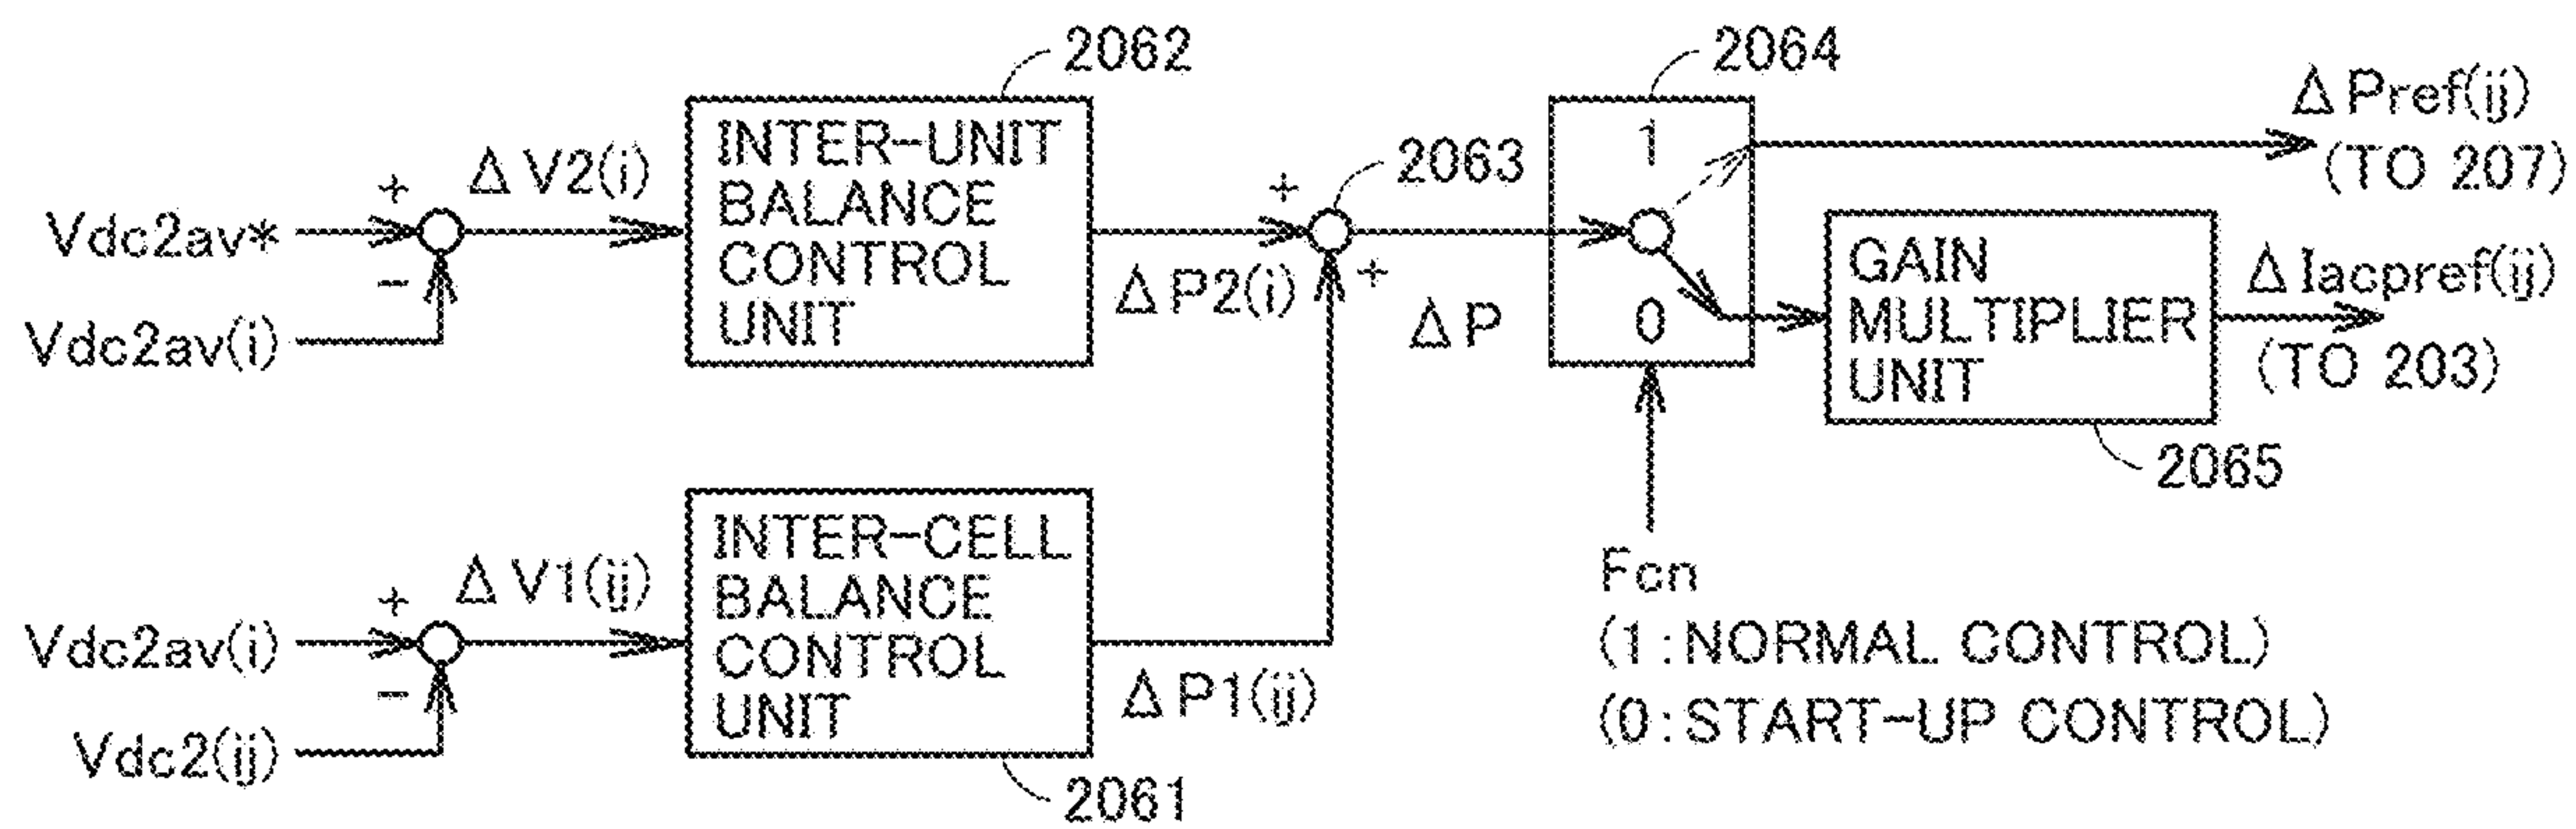 2062
2064
ΔPref(ij)
(TO 207)
INTER-UNIT
BALANCE
CONTROL
UNIT
ΔV2(i)
2063
1
+
+
Vdc2av*
−
ΔP2(i)
+
ΔP
0
GAIN
MULTIPLIER
UNIT
ΔIacpref(ij)
(TO 203)
Vdc2av(i)
2065
INTER-CELL
BALANCE
CONTROL
UNIT
ΔV1(ij)
+
Vdc2av(i)
−
ΔP1(ij)
Vdc2(ij)
2061
Fcn
(1:NORMAL CONTROL)
(0:START-UP CONTROL)